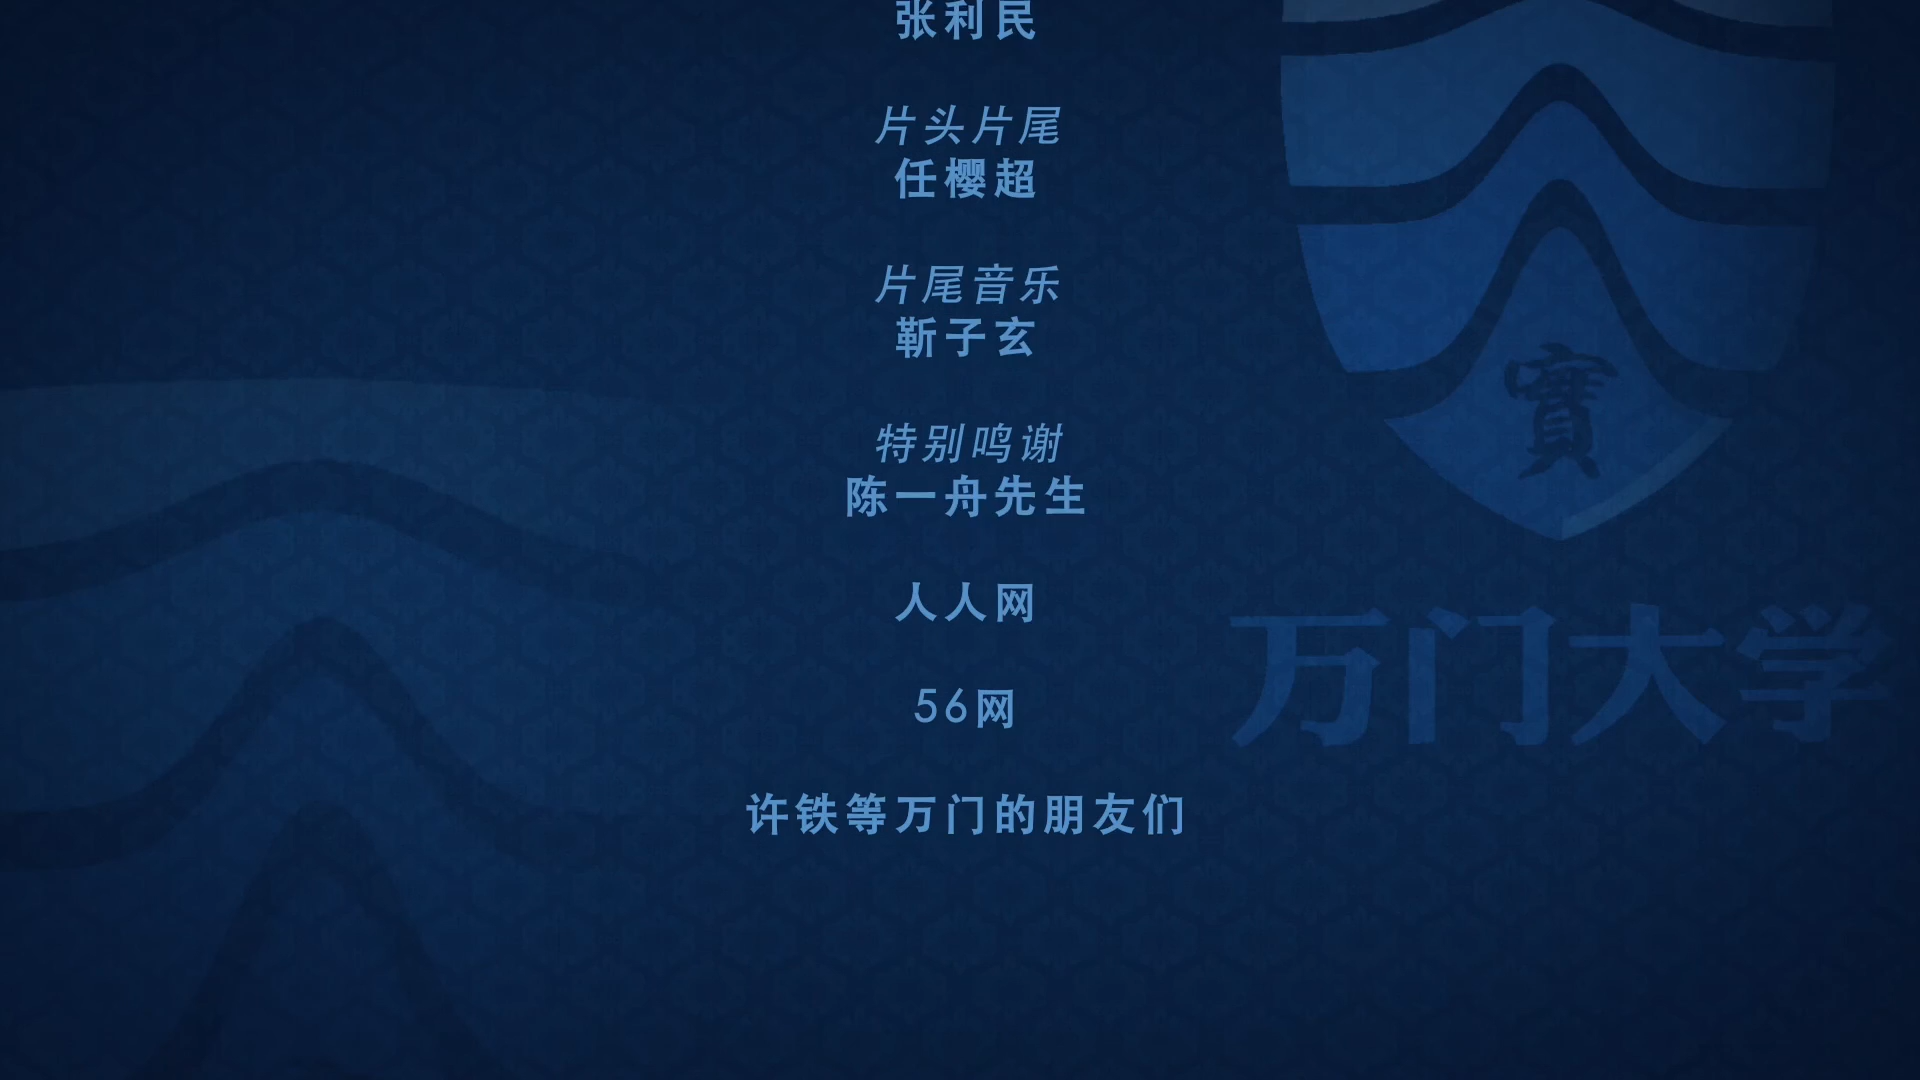 张利民
片头片尾
任樱超
片尾音乐
靳子玄
特别鸣谢
陈一舟先生
人人网
56网
许铁等万门的朋友们
實
万门大学